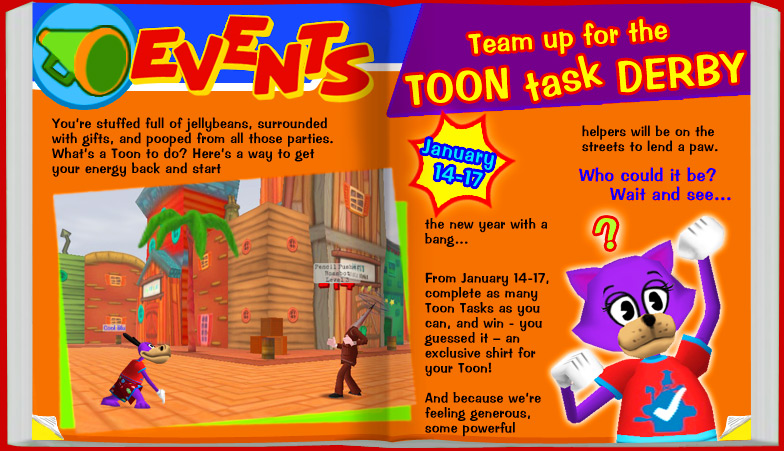 EVENTS
You're stuffed full of jellybeans, surrounded
with gifts, and pooped from all those parties.
What's a Toon to do? Here's a way to get
your energy back and start
Level
Team up for the
TOON task DERBY
January
14-17
the new year with a
bang...
From January 14-17,
complete as many
Toon Tasks as you
can, and win - you
guessed it – an
exclusive shirt for
your Toon!
And because we're
feeling generous,
some powerful
helpers will be on the
streets to lend a paw.
Who could it be?
Wait and see...
?